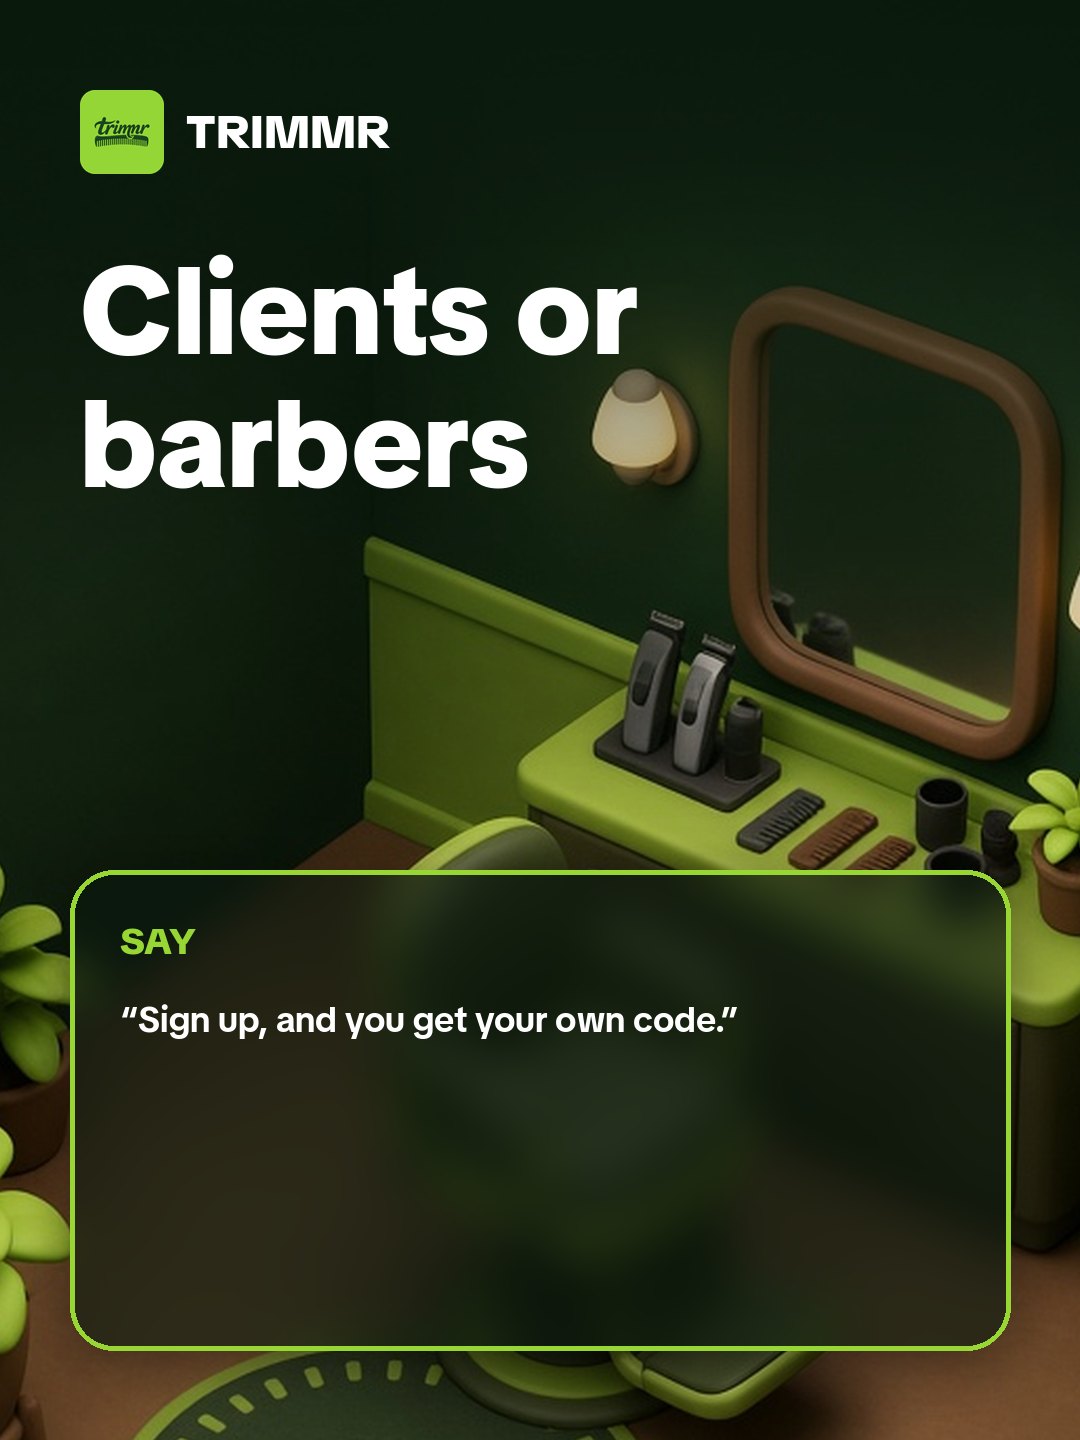 trimmr
TRIMMR
Clients or
barbers
SAY
“Sign up, and you get your own code.”